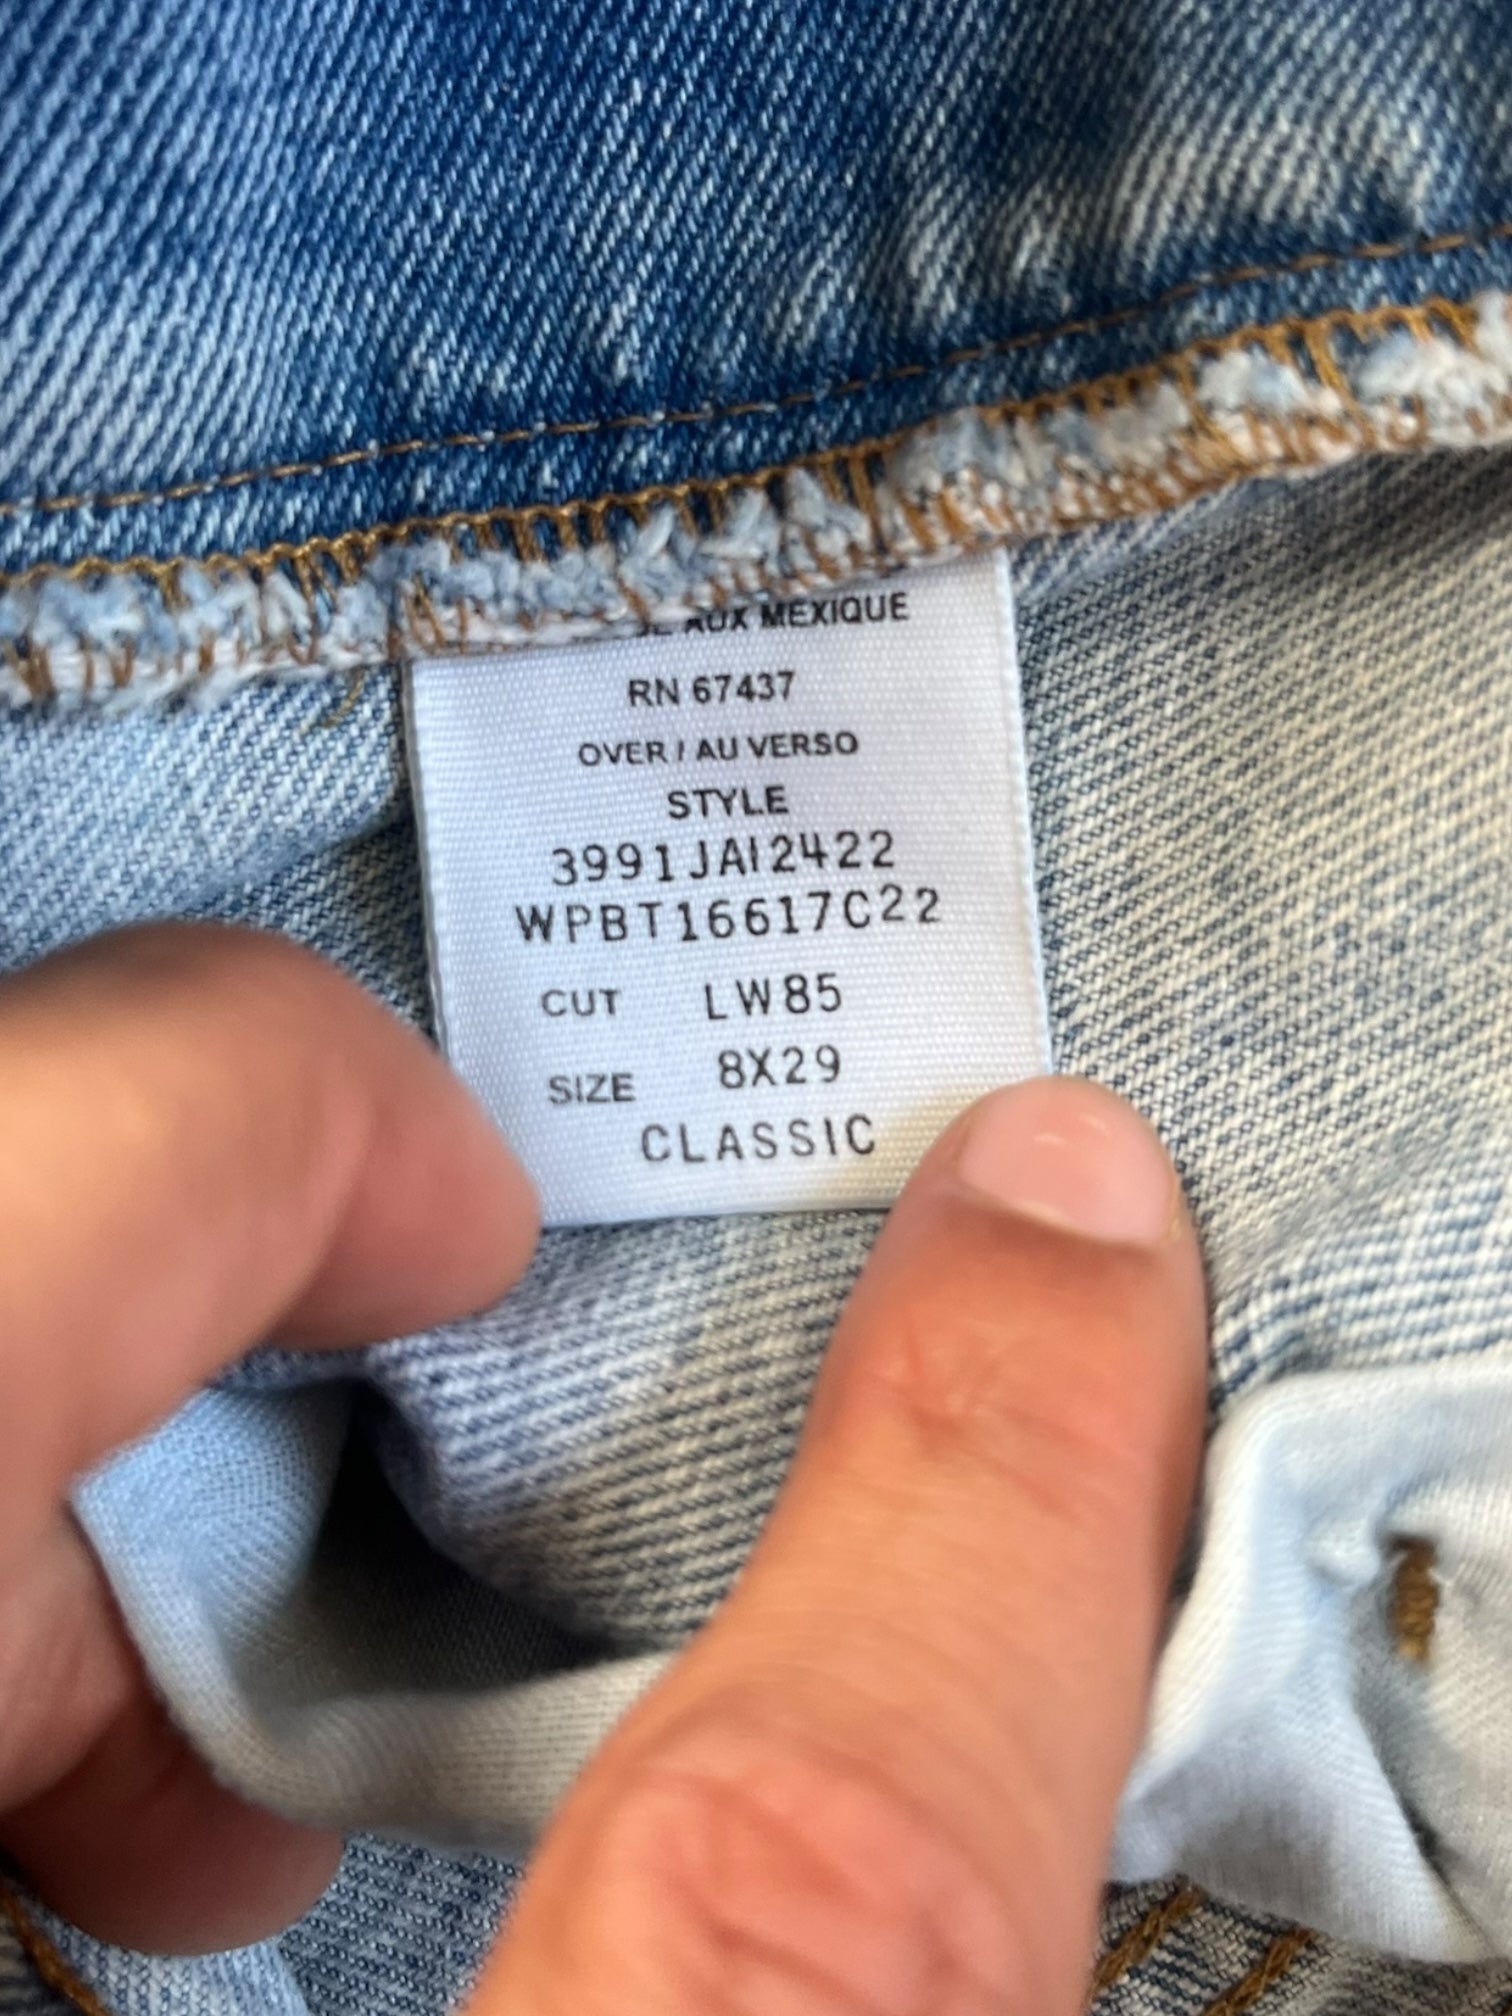 AUX MEXIQUE
RN 67437
OVER / AU VERSO
STYLE
3991JAI2422
WPBT16617C22
CUT LW85
SIZE 8X29
CLASSIC